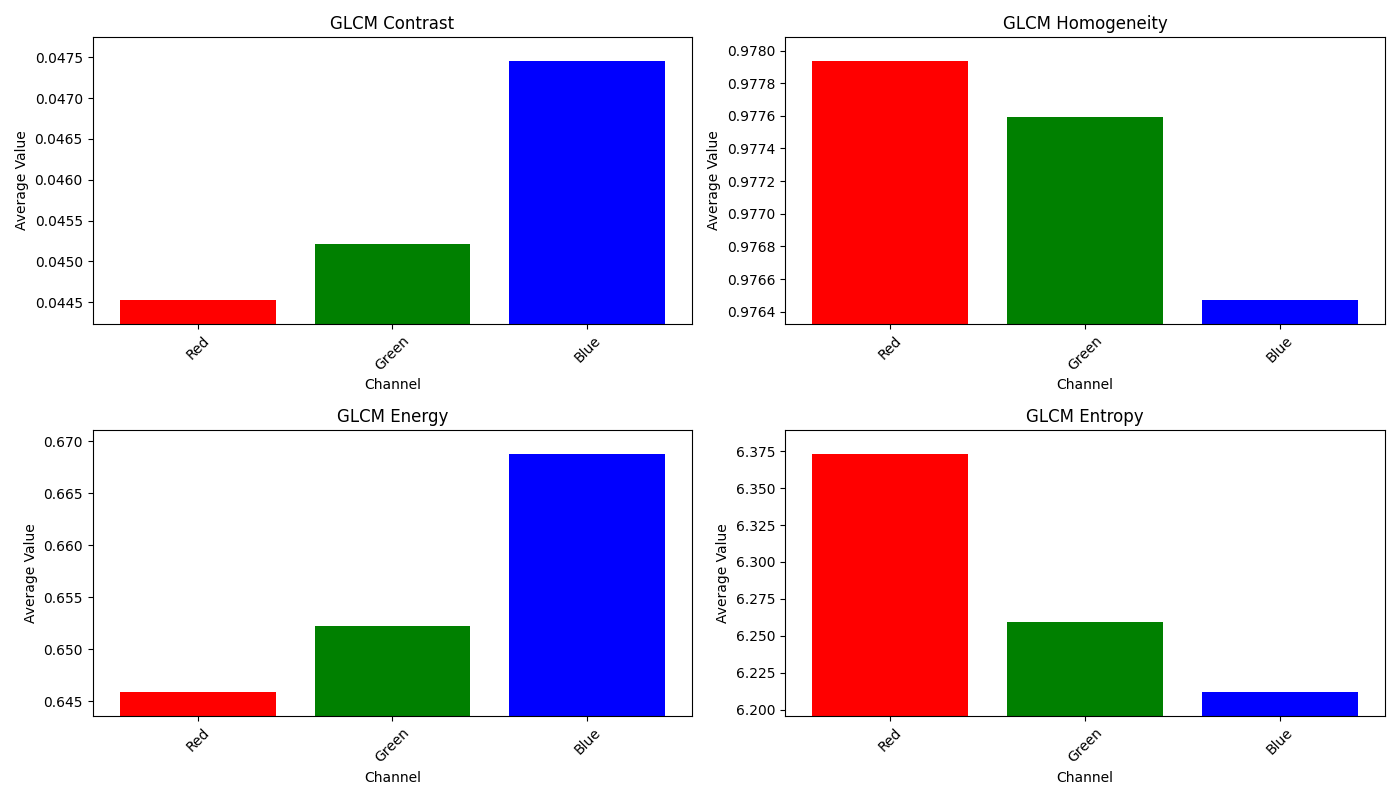 GLCM Contrast
Average Value
0.0475
0.0470
0.0465
0.0460
0.0455
0.0450
0.0445
Red
Green
Blue
Channel
GLCM Homogeneity
Average Value
0.9780
0.9778
0.9776
0.9774
0.9772
0.9770
0.9768
0.9766
0.9764
Red
Green
Blue
Channel
GLCM Energy
Average Value
0.670
0.665
0.660
0.655
0.650
0.645
Red
Green
Blue
Channel
GLCM Entropy
Average Value
6.375
6.350
6.325
6.300
6.275
6.250
6.225
6.200
Red
Green
Blue
Channel